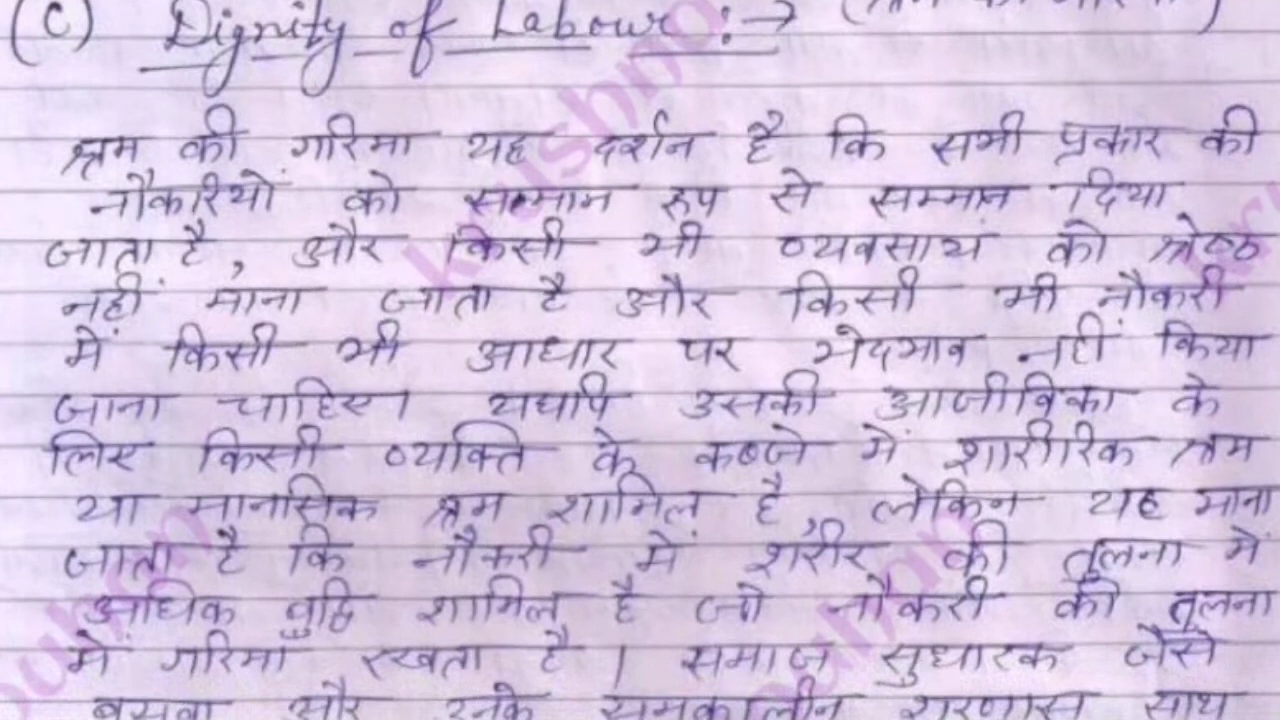 (C) Dignity of Labour :→
श्रम की गरिमा यह दर्शन है कि सभी प्रकार की
नौकरियों को सम्मान रूप से सम्मान दिया
जाता है, और किसी भी व्यवसाय को श्रेष्ठ
नहीं माना जाता है और किसी भी नौकरी
में किसी भी आधार पर भेदभाव नहीं किया
जाना चाहिए। यद्यपि उसकी आजीविका के
लिए किसी व्यक्ति के कब्जे में शारीरिक श्रम
या मानसिक श्रम शामिल है, लेकिन यह माना
जाता है कि नौकरी में शरीर की तुलना में
अधिक बुद्धि शामिल है जो नौकरी की तुलना
में गरिमा रखता है। समाज सुधारक जैसे
बसवा और उनके समकालीन शरणास साथ